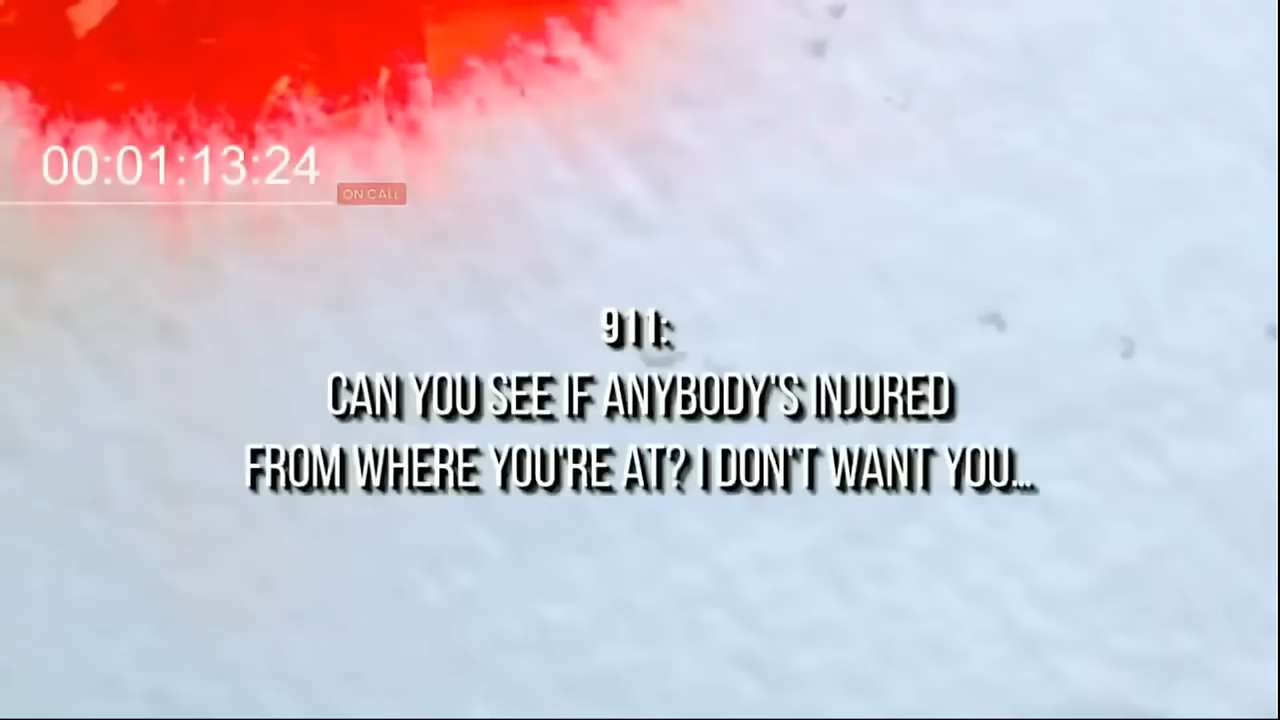 00:01:13:24
ON CALL
911:
CAN YOU SEE IF ANYBODY'S INJURED
FROM WHERE YOU'RE AT? I DON'T WANT YOU...